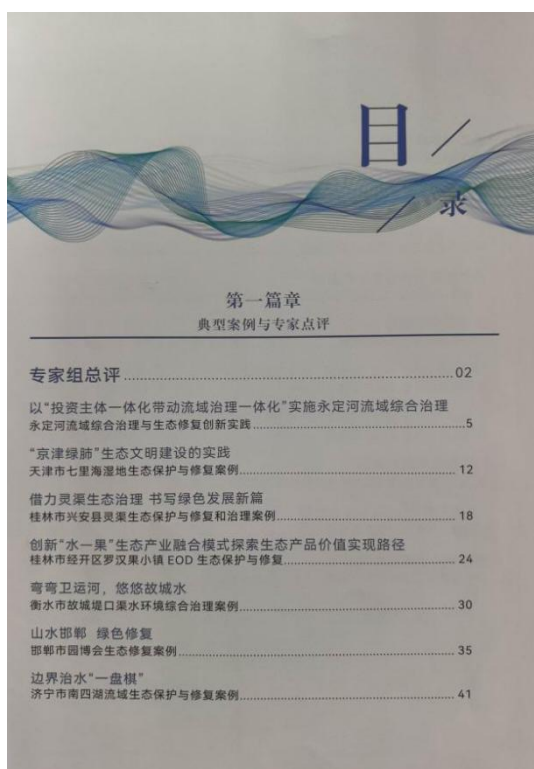 目
录
第一篇章
典型案例与专家点评
专家组总评 02
以“投资主体一体化带动流域治理一体化”实施永定河流域综合治理
永定河流域综合治理与生态修复创新实践 5
“京津绿肺”生态文明建设的实践
天津市七里海湿地生态保护与修复案例 12
借力灵渠生态治理 书写绿色发展新篇
桂林市兴安县灵渠生态保护与修复和治理案例 18
创新“水一果”生态产业融合模式探索生态产品价值实现路径
桂林市经开区罗汉果小镇 EOD 生态保护与修复 24
弯弯卫运河，悠悠故城水
衡水市故城堤口渠水环境综合治理案例 30
山水邯郸 绿色修复
邯郸市园博会生态修复案例 35
边界治水“一盘棋”
济宁市南四湖流域生态保护与修复案例 41